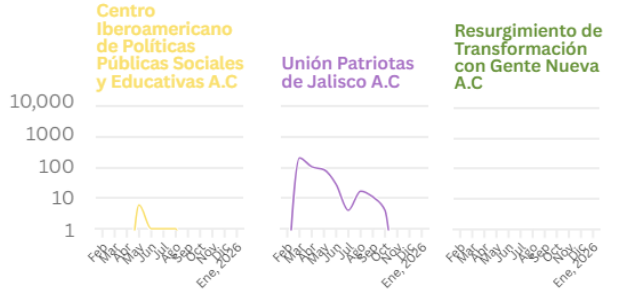 Centro
Iberoamericano
de Políticas
Públicas Sociales
y Educativas A.C
Unión Patriotas
de Jalisco A.C
Resurgimiento de
Transformación
con Gente Nueva
A.C
10,000
1000
100
10
1
Feb Mar Apr May Jun Jul Ago Sep Oct Nov Dic Ene, 2026
Feb Mar Apr May Jun Jul Ago Sep Oct Nov Dic Ene, 2026
Feb Mar Apr May Jun Jul Ago Sep Oct Nov Dic Ene, 2026